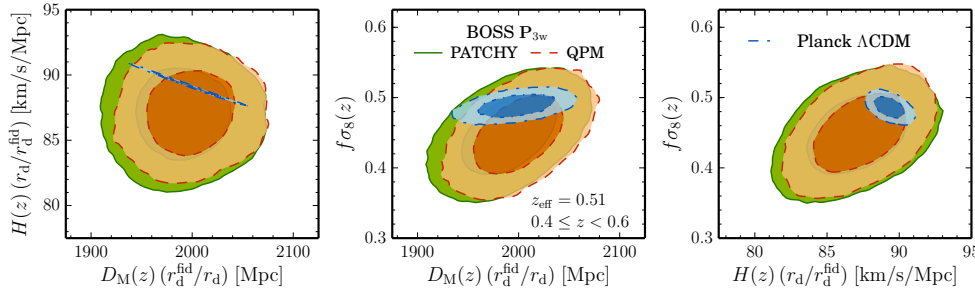 95
90
85
80
H(z) (r_d/r_d^fid) [km/s/Mpc]
1900 2000 2100
D_M(z) (r_d^fid/r_d) [Mpc]
BOSS P_3w
PATCHY QPM
0.6
0.5
0.4
0.3
fσ_8(z)
z_eff = 0.51
0.4 ≤ z < 0.6
1900 2000 2100
D_M(z) (r_d^fid/r_d) [Mpc]
Planck ΛCDM
0.6
0.5
0.4
0.3
fσ_8(z)
80 85 90 95
H(z) (r_d/r_d^fid) [km/s/Mpc]